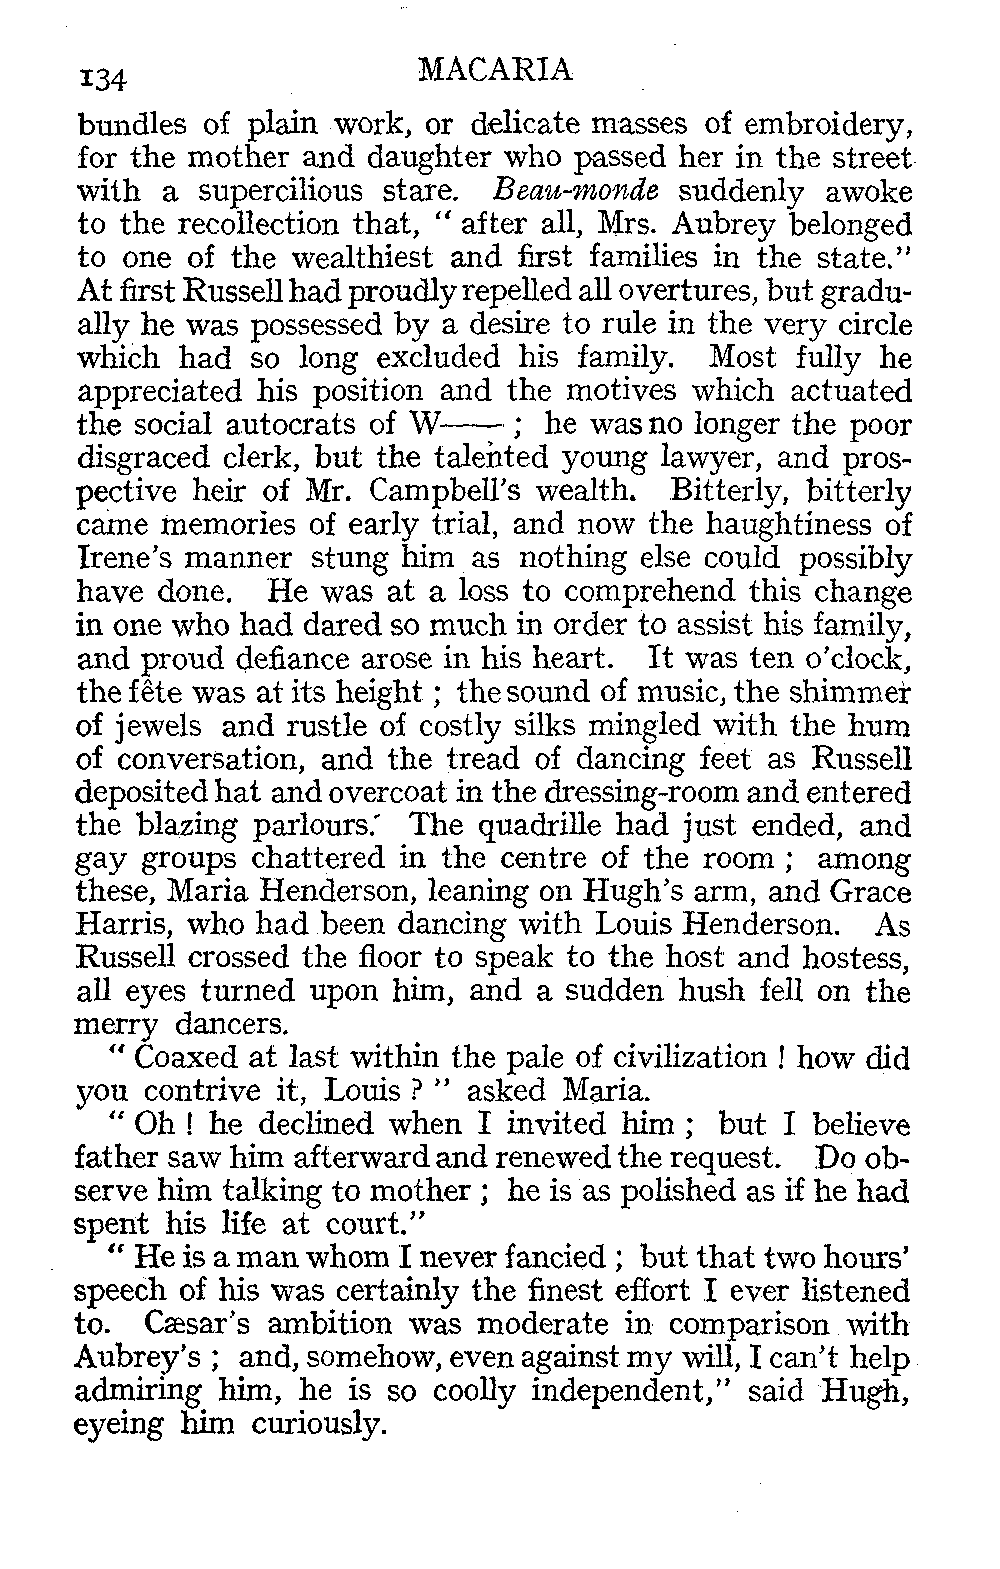 134 MACARIA
bundles of plain work, or delicate masses of embroidery,
for the mother and daughter who passed her in the street
with a supercilious stare. Beau-monde suddenly awoke
to the recollection that, “ after all, Mrs. Aubrey belonged
to one of the wealthiest and first families in the state.”
At first Russell had proudly repelled all overtures, but gradu-
ally he was possessed by a desire to rule in the very circle
which had so long excluded his family. Most fully he
appreciated his position and the motives which actuated
the social autocrats of W—— ; he was no longer the poor
disgraced clerk, but the talented young lawyer, and pros-
pective heir of Mr. Campbell’s wealth. Bitterly, bitterly
came memories of early trial, and now the haughtiness of
Irene’s manner stung him as nothing else could possibly
have done. He was at a loss to comprehend this change
in one who had dared so much in order to assist his family,
and proud defiance arose in his heart. It was ten o’clock,
the fête was at its height ; the sound of music, the shimmer
of jewels and rustle of costly silks mingled with the hum
of conversation, and the tread of dancing feet as Russell
deposited hat and overcoat in the dressing-room and entered
the blazing parlours. The quadrille had just ended, and
gay groups chattered in the centre of the room ; among
these, Maria Henderson, leaning on Hugh’s arm, and Grace
Harris, who had been dancing with Louis Henderson. As
Russell crossed the floor to speak to the host and hostess,
all eyes turned upon him, and a sudden hush fell on the
merry dancers.
“ Coaxed at last within the pale of civilization ! how did
you contrive it, Louis ? ” asked Maria.
“ Oh ! he declined when I invited him ; but I believe
father saw him afterward and renewed the request. Do ob-
serve him talking to mother ; he is as polished as if he had
spent his life at court.”
“ He is a man whom I never fancied ; but that two hours’
speech of his was certainly the finest effort I ever listened
to. Cæsar’s ambition was moderate in comparison with
Aubrey’s ; and, somehow, even against my will, I can’t help
admiring him, he is so coolly independent,” said Hugh,
eyeing him curiously.